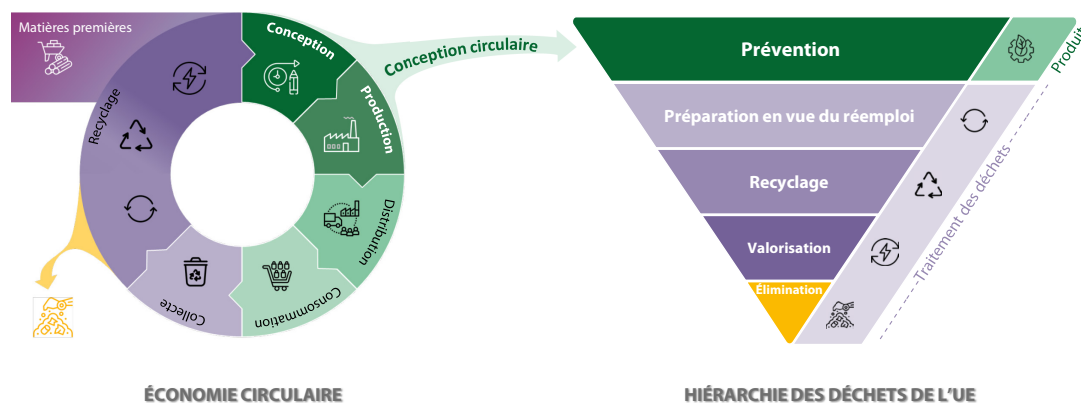 Matières premières
Conception
Production
Distribution
Consommation
Collecte
Recyclage
Conception circulaire
Prévention
Préparation en vue du réemploi
Recyclage
Valorisation
Élimination
Produit
Traitement des déchets
ÉCONOMIE CIRCULAIRE
HIÉRARCHIE DES DÉCHETS DE L'UE